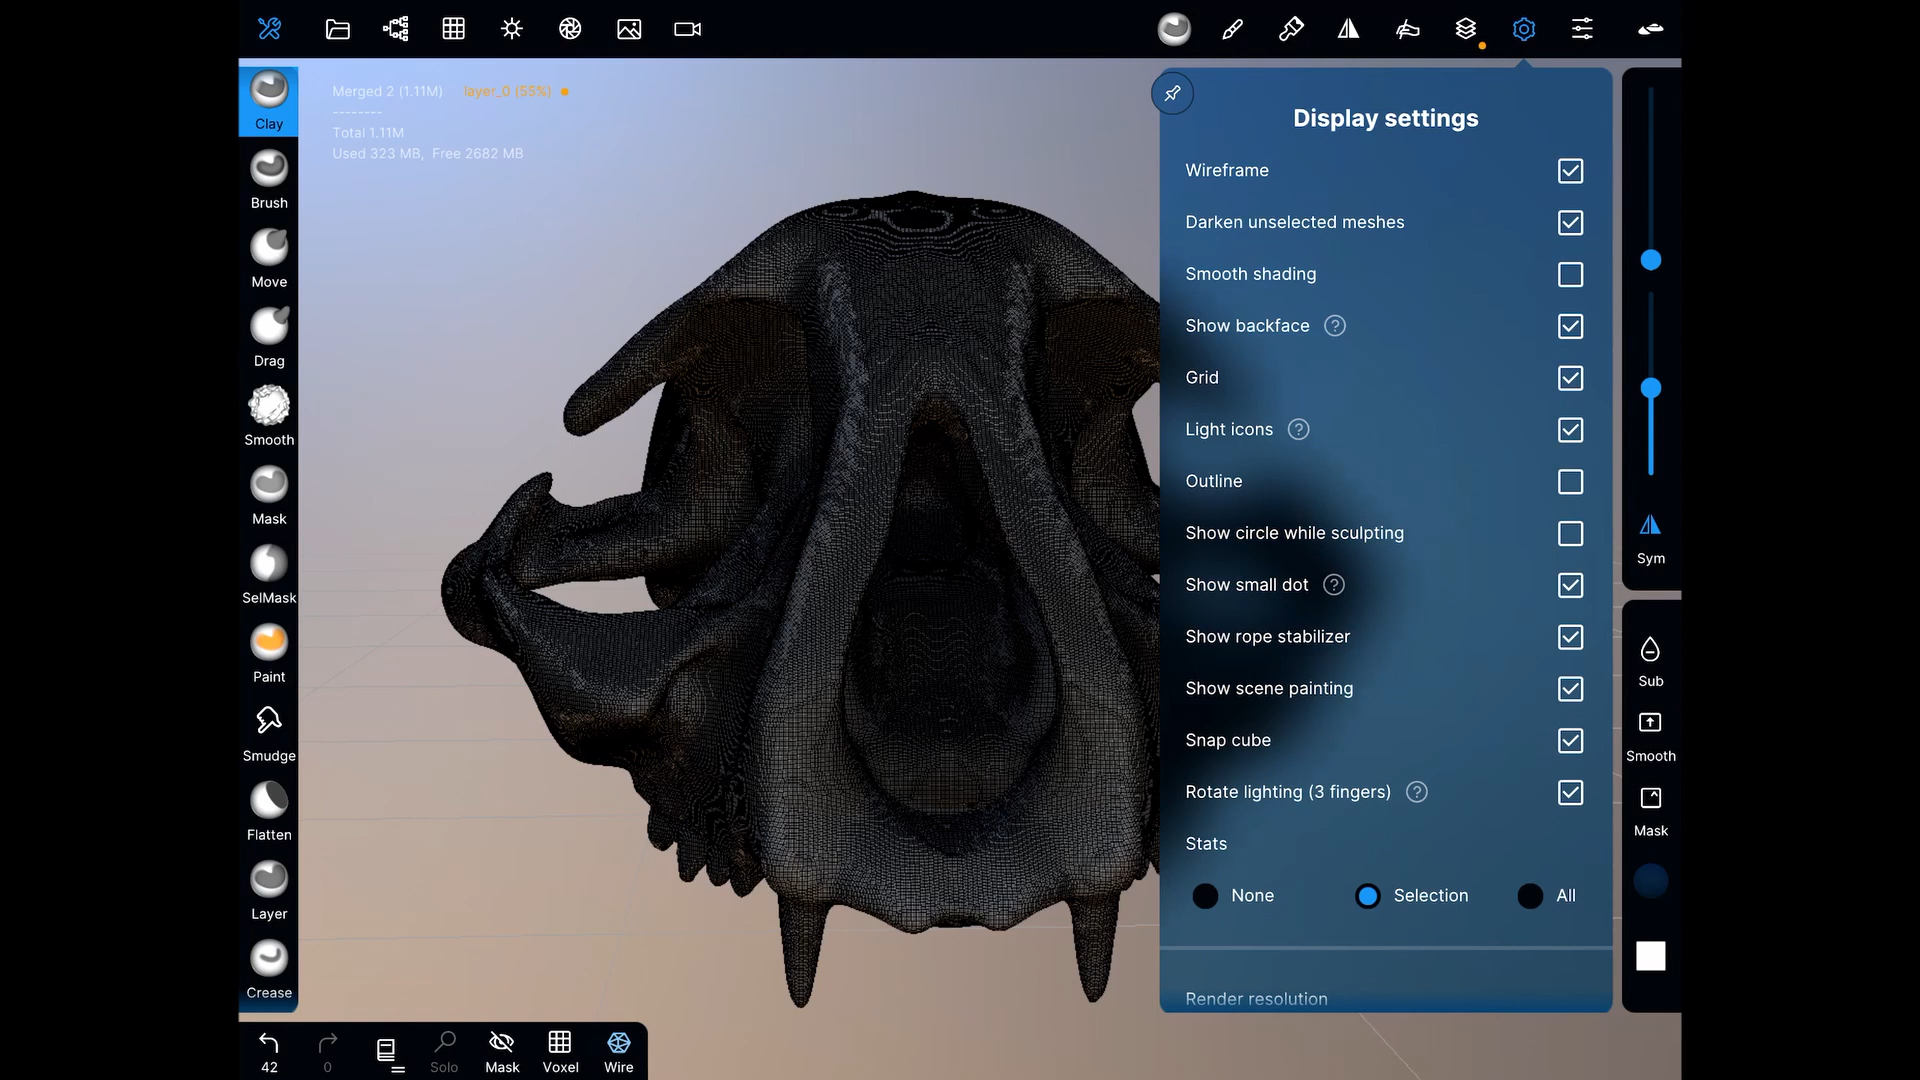 Merged 2 (1.11M) layer_0 (55%)
--------
Total 1.11M
Used 323 MB, Free 2682 MB
Clay
Brush
Move
Drag
Smooth
Mask
SelMask
Paint
Smudge
Flatten
Layer
Crease
42
0
Solo
Mask
Voxel
Wire
Display settings
Wireframe
Darken unselected meshes
Smooth shading
Show backface ?
Grid
Light icons ?
Outline
Show circle while sculpting
Show small dot ?
Show rope stabilizer
Show scene painting
Snap cube
Rotate lighting (3 fingers) ?
Stats
None Selection All
Render resolution
Sym
Sub
Smooth
Mask